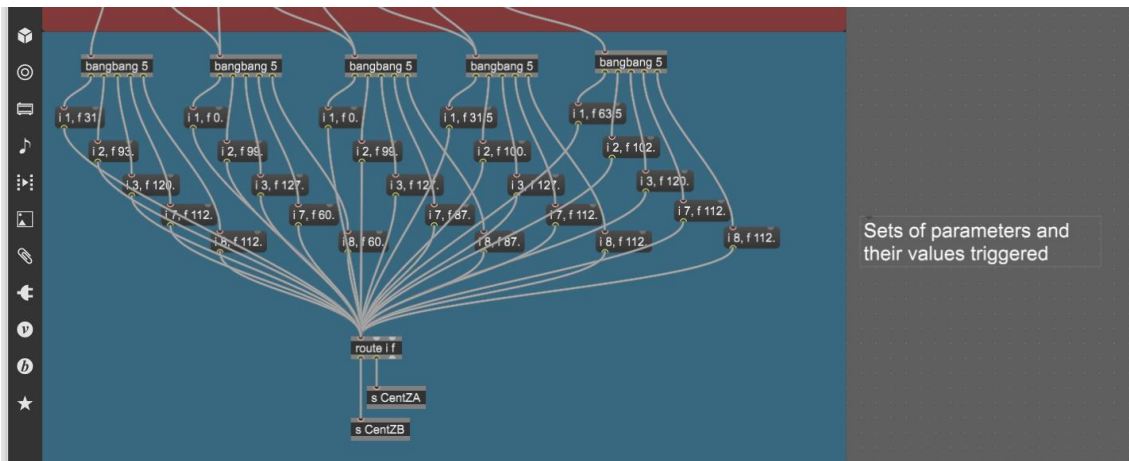 bangbang 5
bangbang 5
bangbang 5
bangbang 5
bangbang 5
i 1, f 31
i 1, f 0.
i 1, f 0.
i 1, f 31.5
i 1, f 63.5
i 2, f 93.
i 2, f 99.
i 2, f 99.
i 2, f 100.
i 2, f 102.
i 3, f 120.
i 3, f 127.
i 3, f 127.
i 3, f 127.
i 3, f 120.
i 7, f 112.
i 7, f 60.
i 7, f 87.
i 7, f 112.
i 7, f 112.
i 8, f 112.
i 8, f 60.
i 8, f 87.
i 8, f 112.
i 8, f 112.
Sets of parameters and
their values triggered
route i f
s CentZA
s CentZB